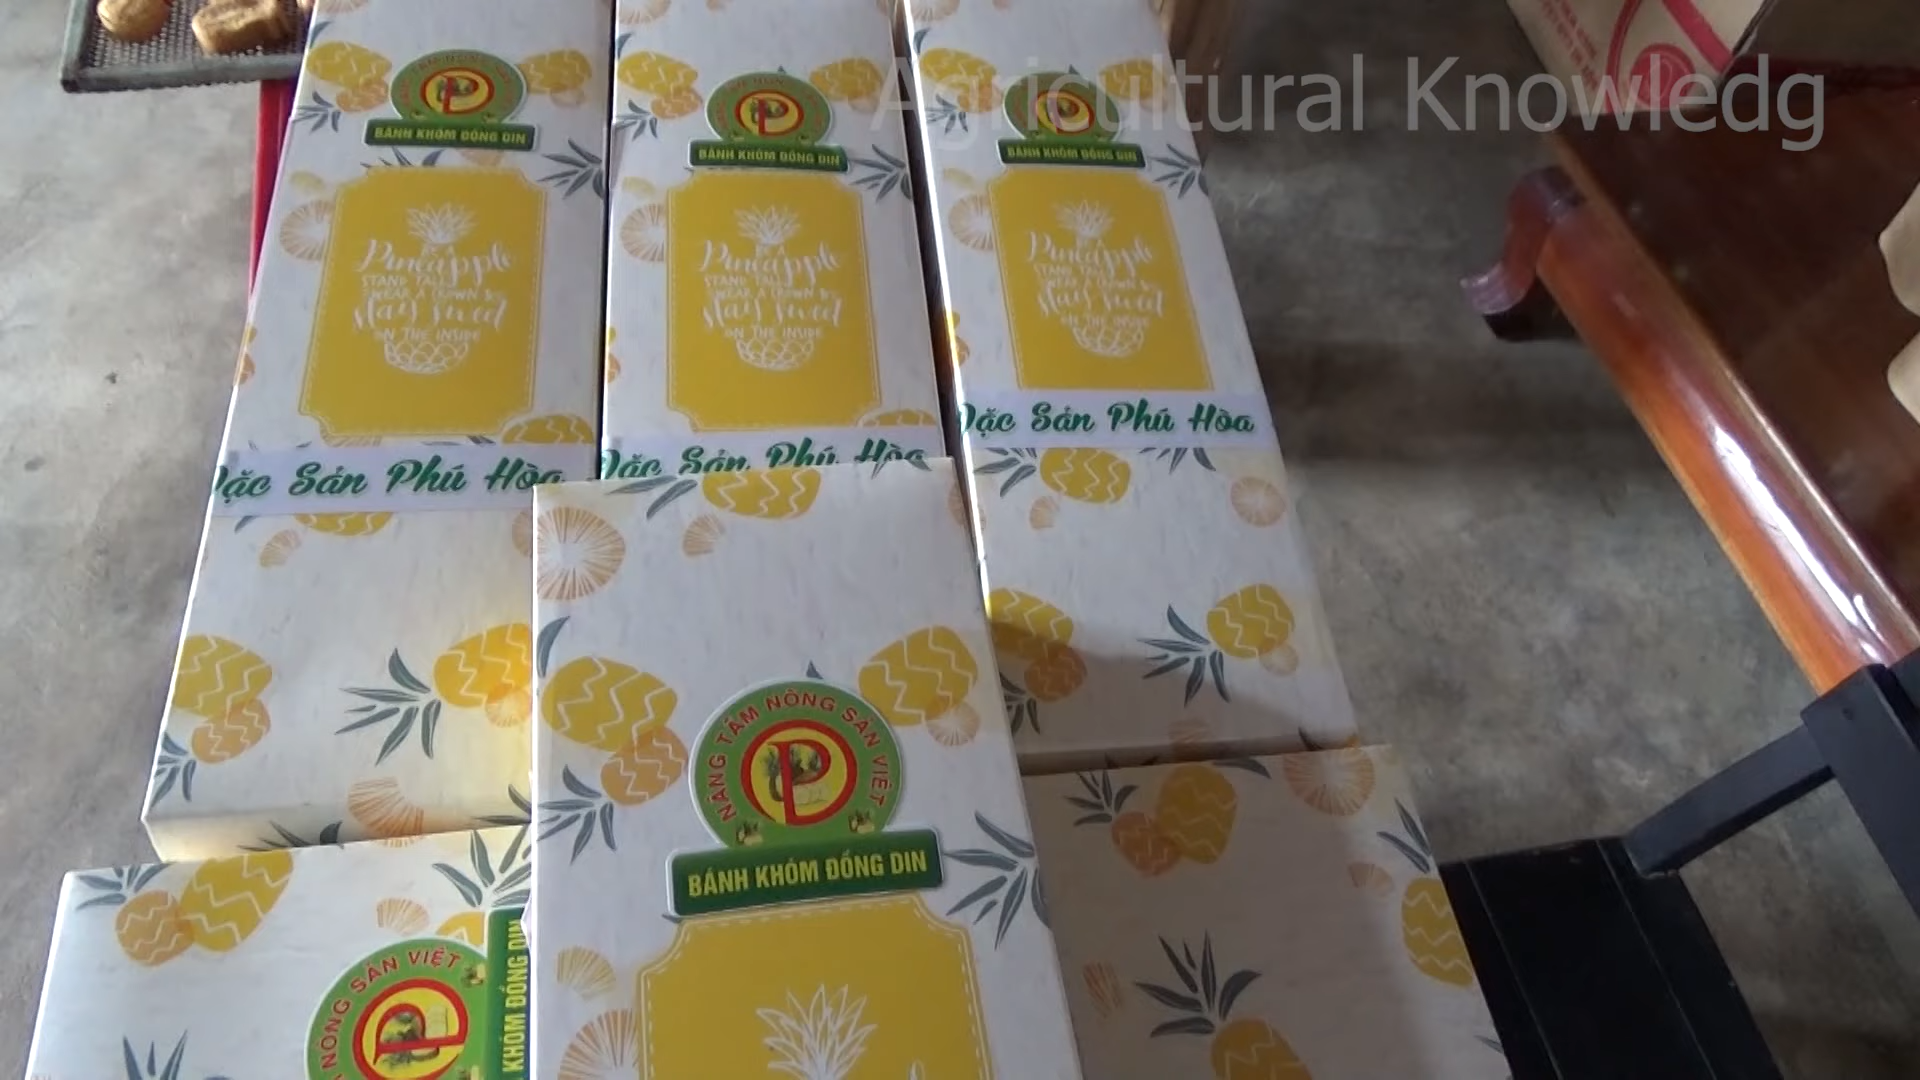 Agricultural Knowledg
BÁNH KHÓM ĐỒNG DIN
BE A
Pineapple
STAND TALL
WEAR A CROWN &
stay sweet
ON THE INSIDE
Đặc Sản Phú Hòa
BÁNH KHÓM ĐỒNG DIN
BE A
Pineapple
STAND TALL
WEAR A CROWN &
stay sweet
ON THE INSIDE
Đặc Sản Phú Hòa
BÁNH KHÓM ĐỒNG DIN
BE A
Pineapple
STAND TALL
WEAR A CROWN &
stay sweet
ON THE INSIDE
Đặc Sản Phú Hòa
NÂNG TẦM NÔNG SẢN VIỆT
P
BÁNH KHÓM ĐỒNG DIN
NÔNG SẢN VIỆT
P
KHÓM ĐỒNG DIN